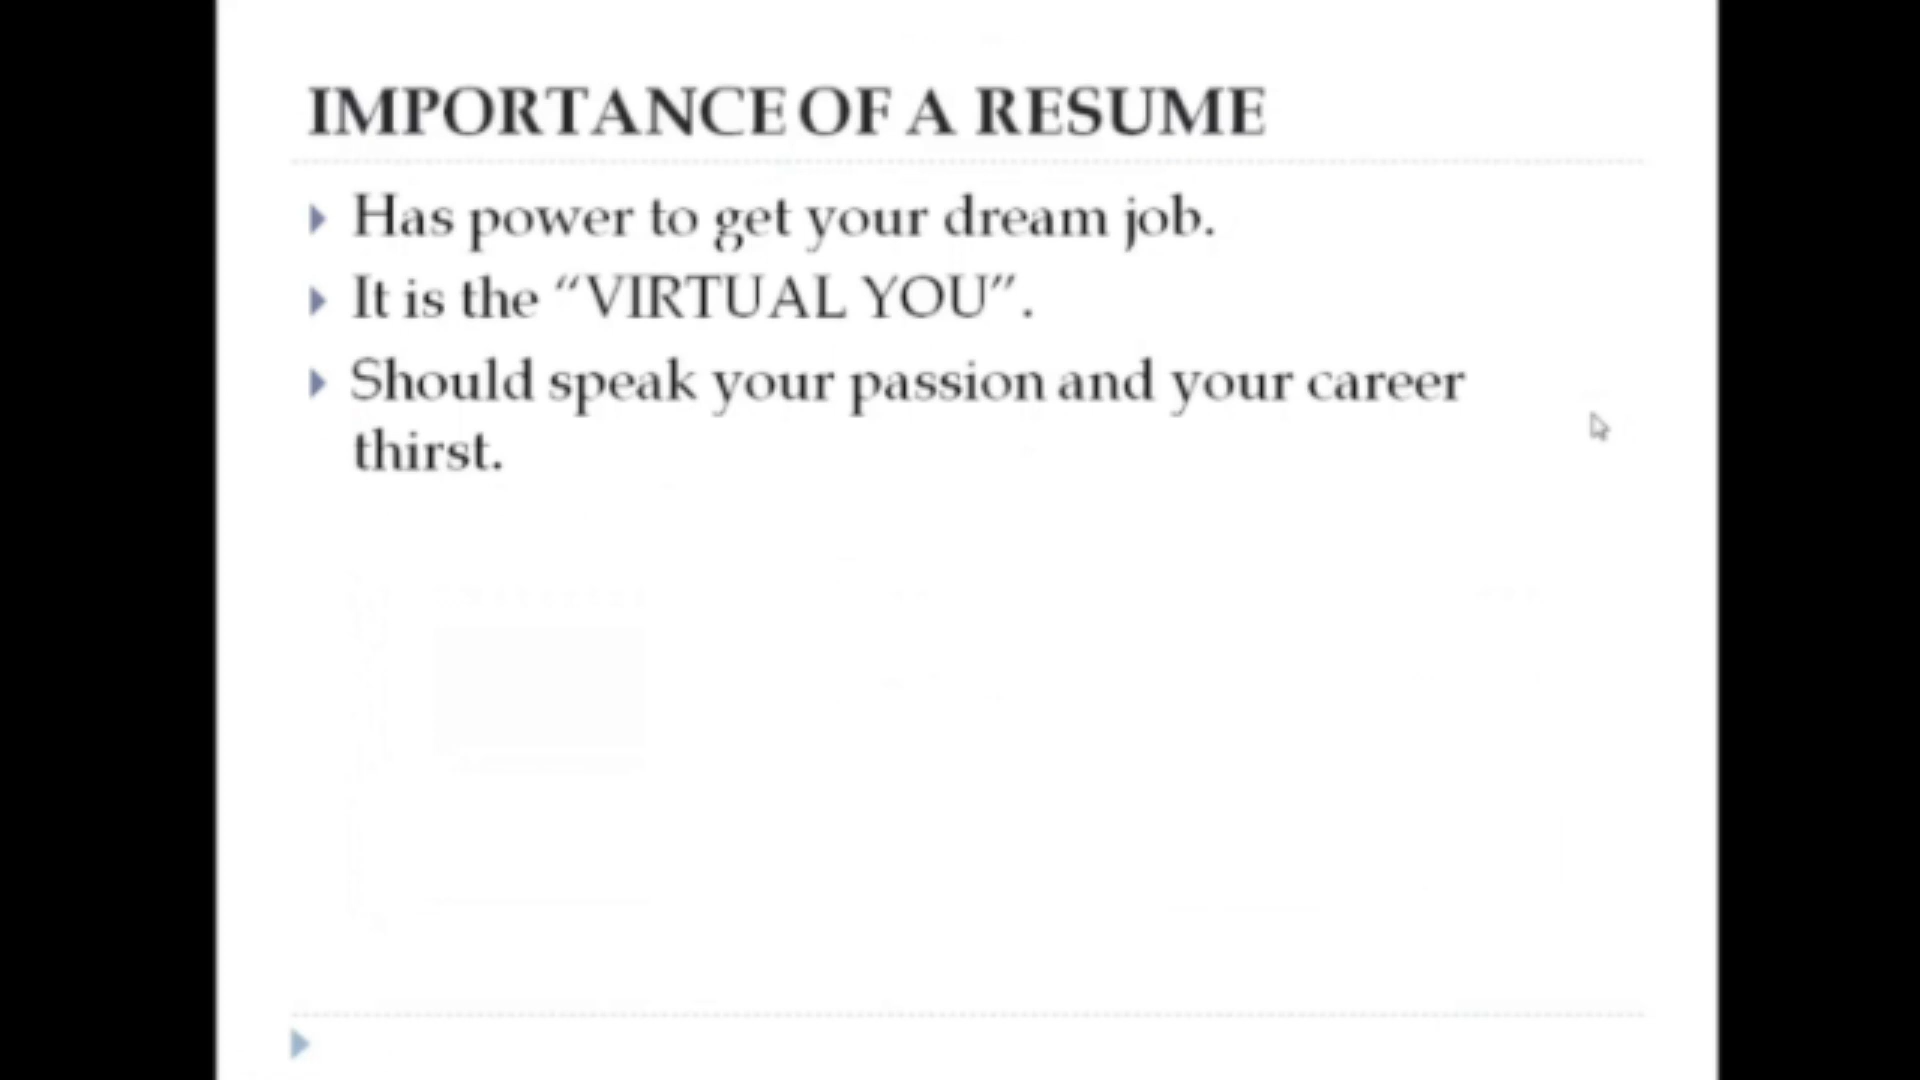 IMPORTANCE OF A RESUME
Has power to get your dream job.
It is the “VIRTUAL YOU”.
Should speak your passion and your career
thirst.